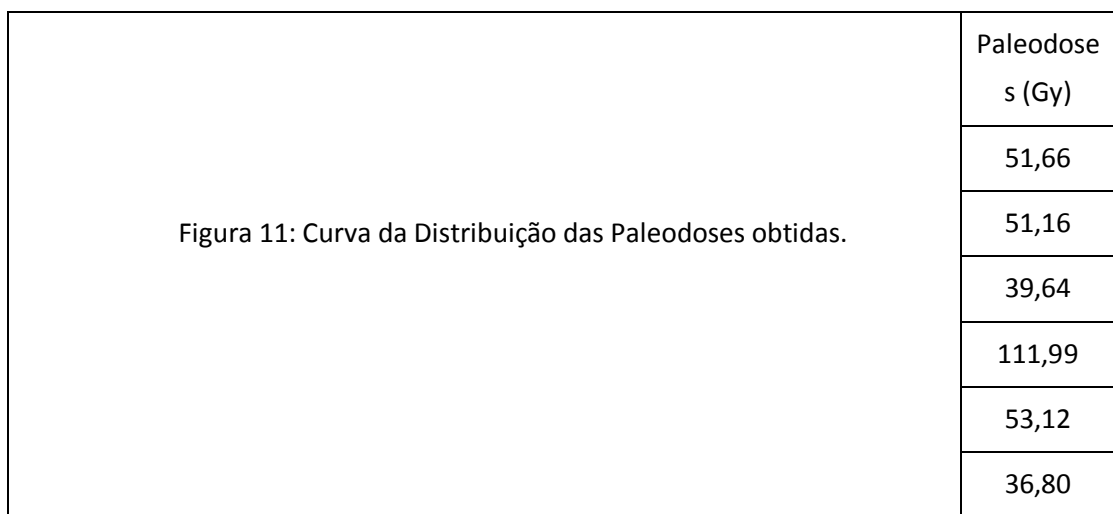 Figura 11: Curva da Distribuição das Paleodoses obtidas.
Paleodose
s (Gy)
51,66
51,16
39,64
111,99
53,12
36,80